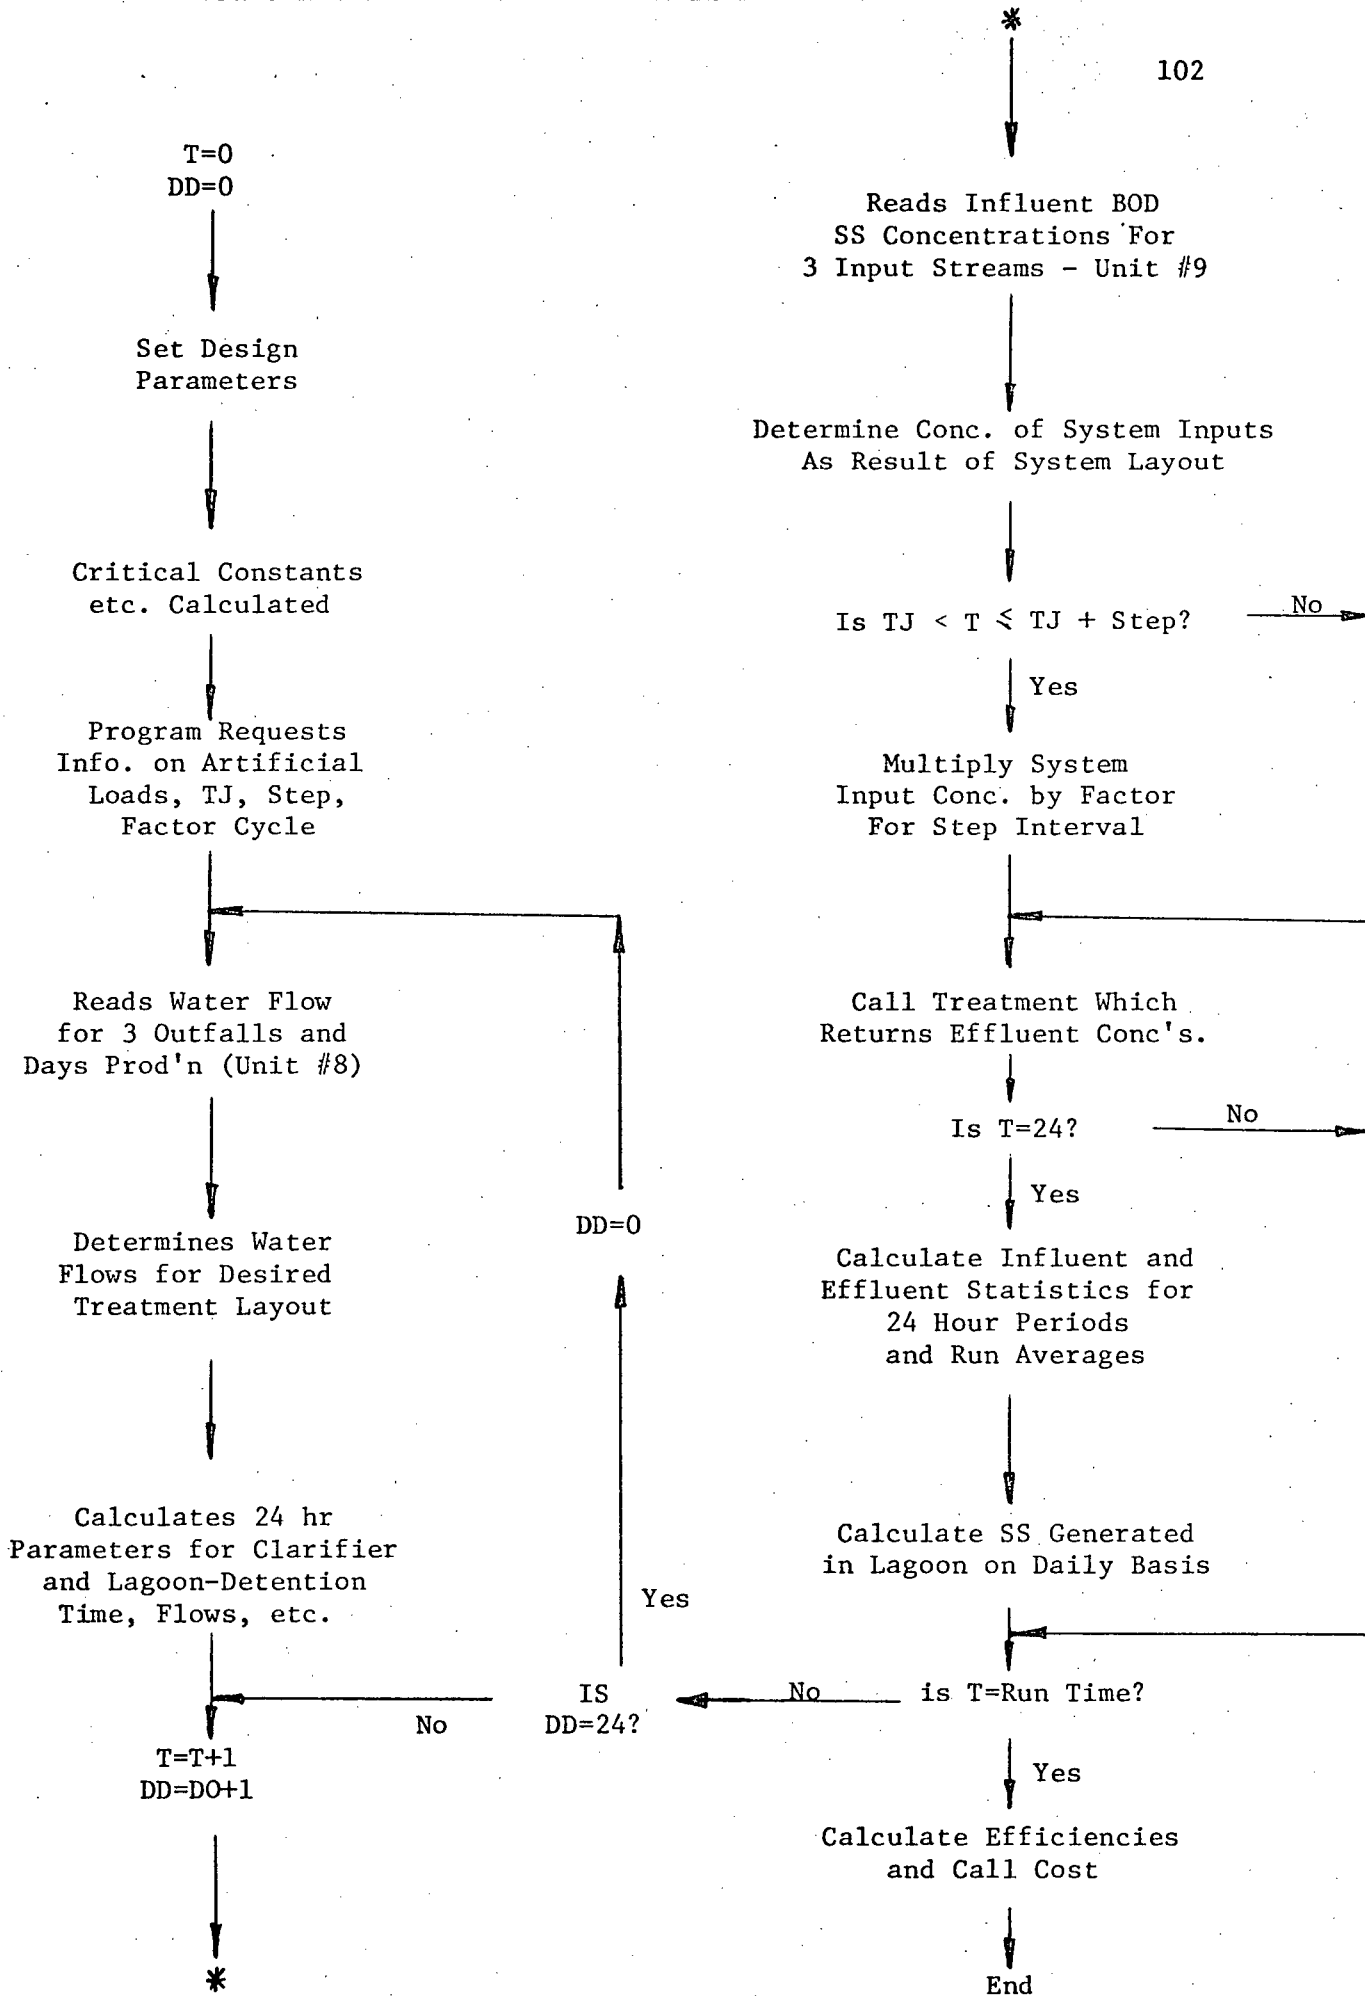 102
T=0
DD=0
Set Design
Parameters
Critical Constants
etc. Calculated
Program Requests
Info. on Artificial
Loads, TJ, Step,
Factor Cycle
Reads Water Flow
for 3 Outfalls and
Days Prod'n (Unit #8)
Determines Water
Flows for Desired
Treatment Layout
Calculates 24 hr
Parameters for Clarifier
and Lagoon-Detention
Time, Flows, etc.
T=T+1
DD=DO+1
*
DD=0
Yes
IS
DD=24?
No
*
Reads Influent BOD
SS Concentrations For
3 Input Streams - Unit #9
Determine Conc. of System Inputs
As Result of System Layout
Is TJ < T ≤ TJ + Step?
No
Yes
Multiply System
Input Conc. by Factor
For Step Interval
Call Treatment Which
Returns Effluent Conc's.
Is T=24?
No
Yes
Calculate Influent and
Effluent Statistics for
24 Hour Periods
and Run Averages
Calculate SS Generated
in Lagoon on Daily Basis
is T=Run Time?
No
Yes
Calculate Efficiencies
and Call Cost
End